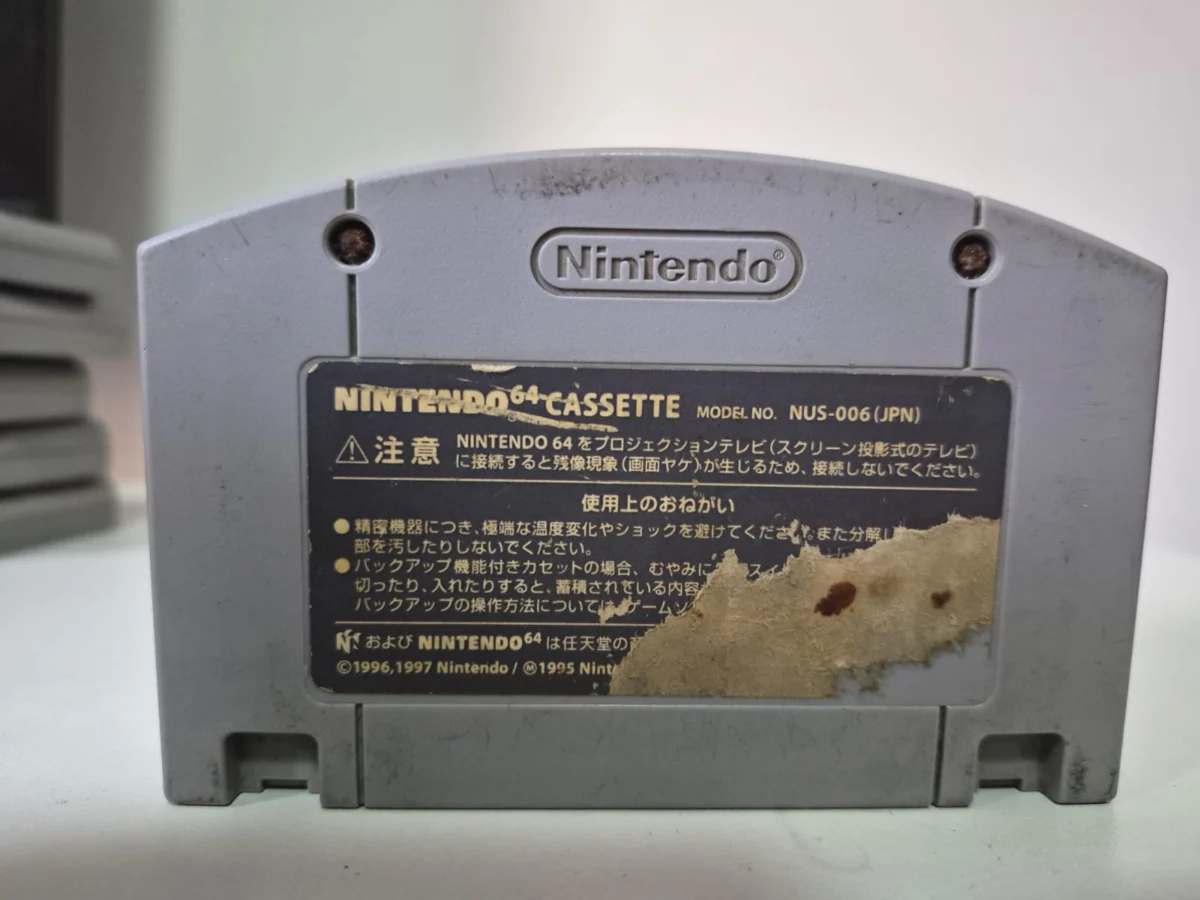 Nintendo®
NINTENDO64 CASSETTE MODEL NO. NUS-006(JPN)
⚠注意 NINTENDO 64をプロジェクションテレビ(スクリーン投影式のテレビ)
に接続すると残像現象(画面ヤケ)が生じるため、接続しないでください。
使用上のおねがい
●精密機器につき、極端な温度変化やショックを避けてください。また分解し
部を汚したりしないでください。
●バックアップ機能付きカセットの場合、むやみに スイ
切ったり、入れたりすると、蓄積されている内容
バックアップの操作方法については、ゲームソ
および NINTENDO64 は任天堂の
©1996,1997 Nintendo/Ⓜ1995 Nint